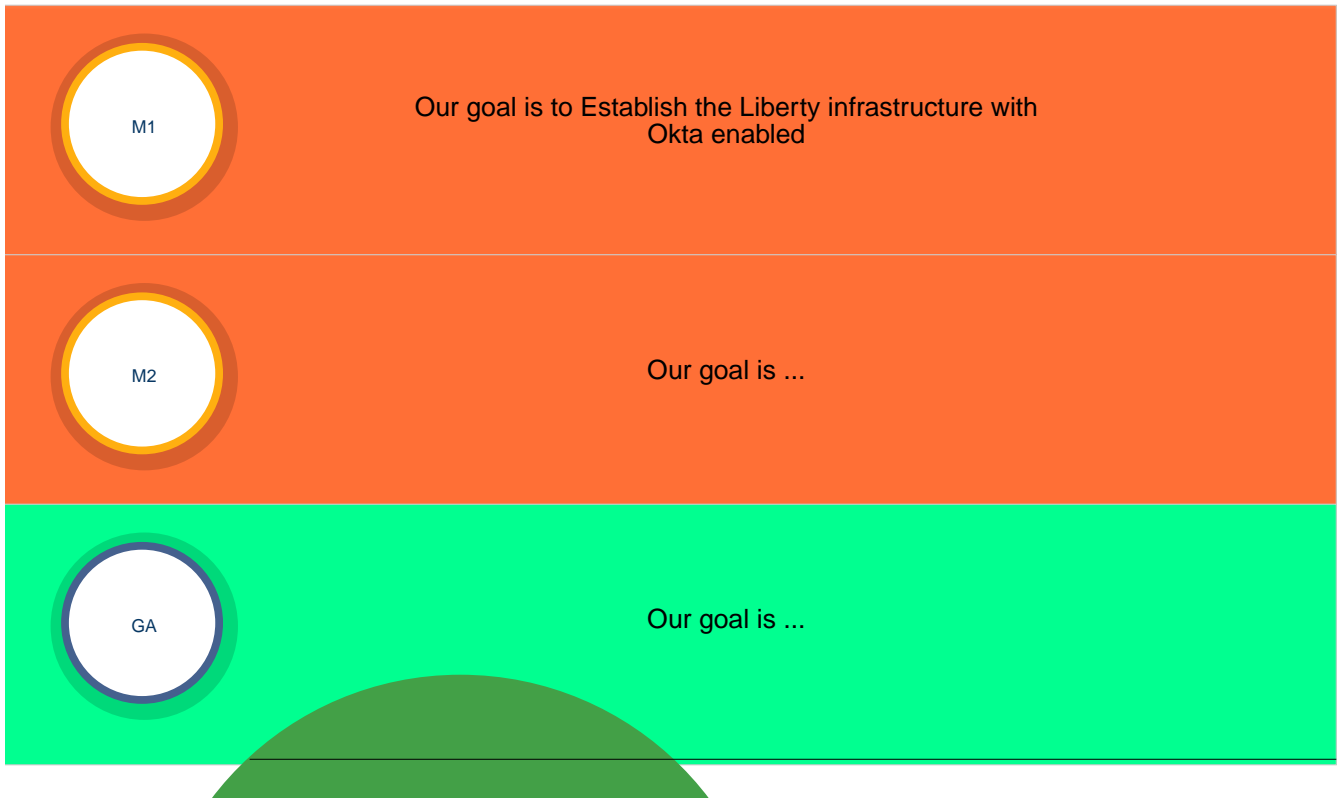 M1
Our goal is to Establish the Liberty infrastructure with
Okta enabled
M2
Our goal is ...
GA
Our goal is ...